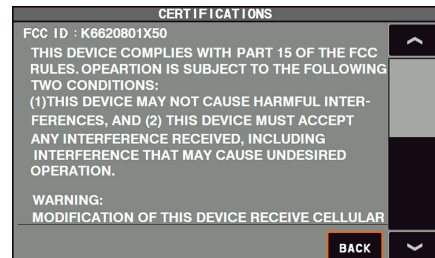 CERTIFICATIONS
FCC ID : K6620801X50
THIS DEVICE COMPLIES WITH PART 15 OF THE FCC
RULES. OPEARTION IS SUBJECT TO THE FOLLOWING
TWO CONDITIONS:
(1)THIS DEVICE MAY NOT CAUSE HARMFUL INTER-
FERENCES, AND (2) THIS DEVICE MUST ACCEPT
ANY INTERFERENCE RECEIVED, INCLUDING
INTERFERENCE THAT MAY CAUSE UNDESIRED
OPERATION.
WARNING:
MODIFICATION OF THIS DEVICE RECEIVE CELLULAR
BACK